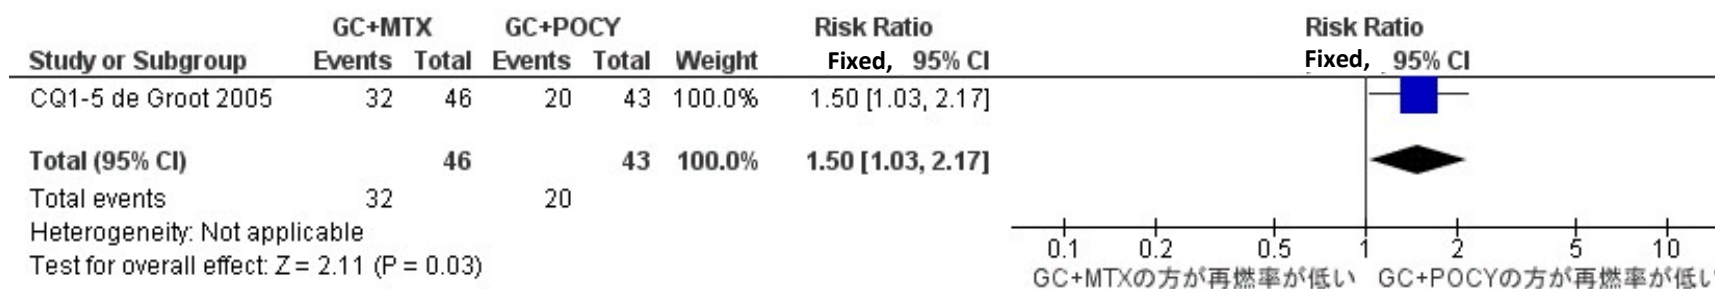 GC+MTX GC+POCY Risk Ratio Risk Ratio
Study or Subgroup Events Total Events Total Weight Fixed, 95% CI Fixed, 95% CI
CQ1-5 de Groot 2005 32 46 20 43 100.0% 1.50 [1.03, 2.17]
Total (95% CI) 46 43 100.0% 1.50 [1.03, 2.17]
Total events 32 20
Heterogeneity: Not applicable
Test for overall effect: Z = 2.11 (P = 0.03)
0.1 0.2 0.5 1 2 5 10
GC+MTXの方が再燃率が低い GC+POCYの方が再燃率が低い